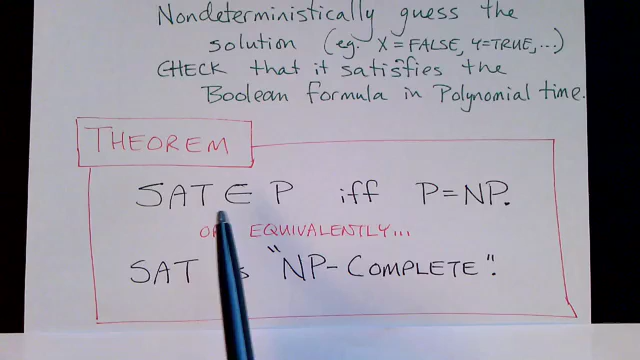 Nondeterministically guess the
solution (eg. X=FALSE, Y=TRUE,...)
CHECK that it satisfies the
Boolean formula in Polynomial time.
THEOREM
SAT ∈ P iff P=NP.
EQUIVALENTLY...
SAT "NP-COMPLETE".